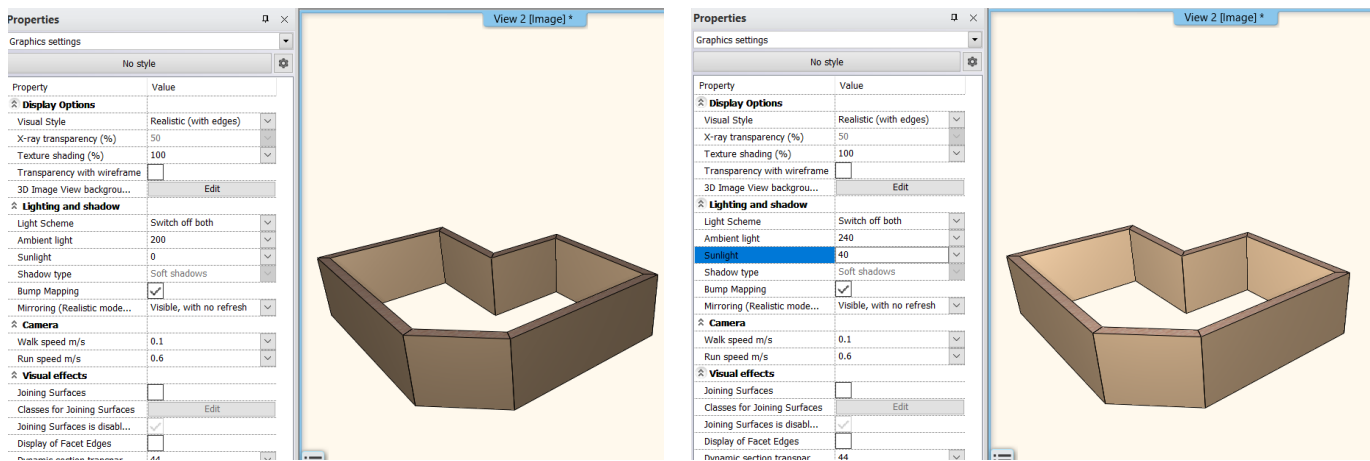 Properties
View 2 [Image] *
Graphics settings
No style
Property Value
Display Options
Visual Style Realistic (with edges)
X-ray transparency (%) 50
Texture shading (%) 100
Transparency with wireframe
3D Image View backgrou... Edit
Lighting and shadow
Light Scheme Switch off both
Ambient light 200
Sunlight 0
Shadow type Soft shadows
Bump Mapping
Mirroring (Realistic mode... Visible, with no refresh
Camera
Walk speed m/s 0.1
Run speed m/s 0.6
Visual effects
Joining Surfaces
Classes for Joining Surfaces Edit
Joining Surfaces is disabl...
Display of Facet Edges
Dynamic section transpar... 44
Properties
View 2 [Image] *
Graphics settings
No style
Property Value
Display Options
Visual Style Realistic (with edges)
X-ray transparency (%) 50
Texture shading (%) 100
Transparency with wireframe
3D Image View backgrou... Edit
Lighting and shadow
Light Scheme Switch off both
Ambient light 240
Sunlight 40
Shadow type Soft shadows
Bump Mapping
Mirroring (Realistic mode... Visible, with no refresh
Camera
Walk speed m/s 0.1
Run speed m/s 0.6
Visual effects
Joining Surfaces
Classes for Joining Surfaces Edit
Joining Surfaces is disabl...
Display of Facet Edges
Dynamic section transpar... 44